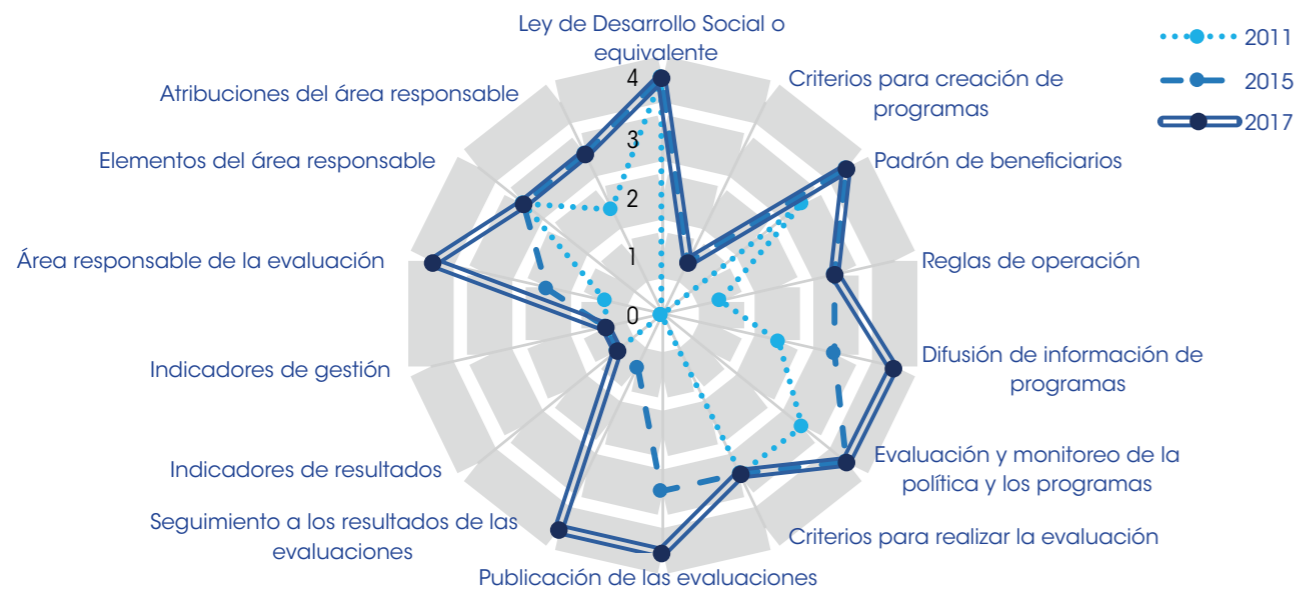 Ley de Desarrollo Social o
equivalente
2011
2015
2017
Criterios para creación de
programas
Padrón de beneficiarios
Reglas de operación
Difusión de información de
programas
Evaluación y monitoreo de la
política y los programas
Criterios para realizar la evaluación
Publicación de las evaluaciones
Seguimiento a los resultados de las
evaluaciones
Indicadores de resultados
Indicadores de gestión
Área responsable de la evaluación
Elementos del área responsable
Atribuciones del área responsable
4
3
2
1
0